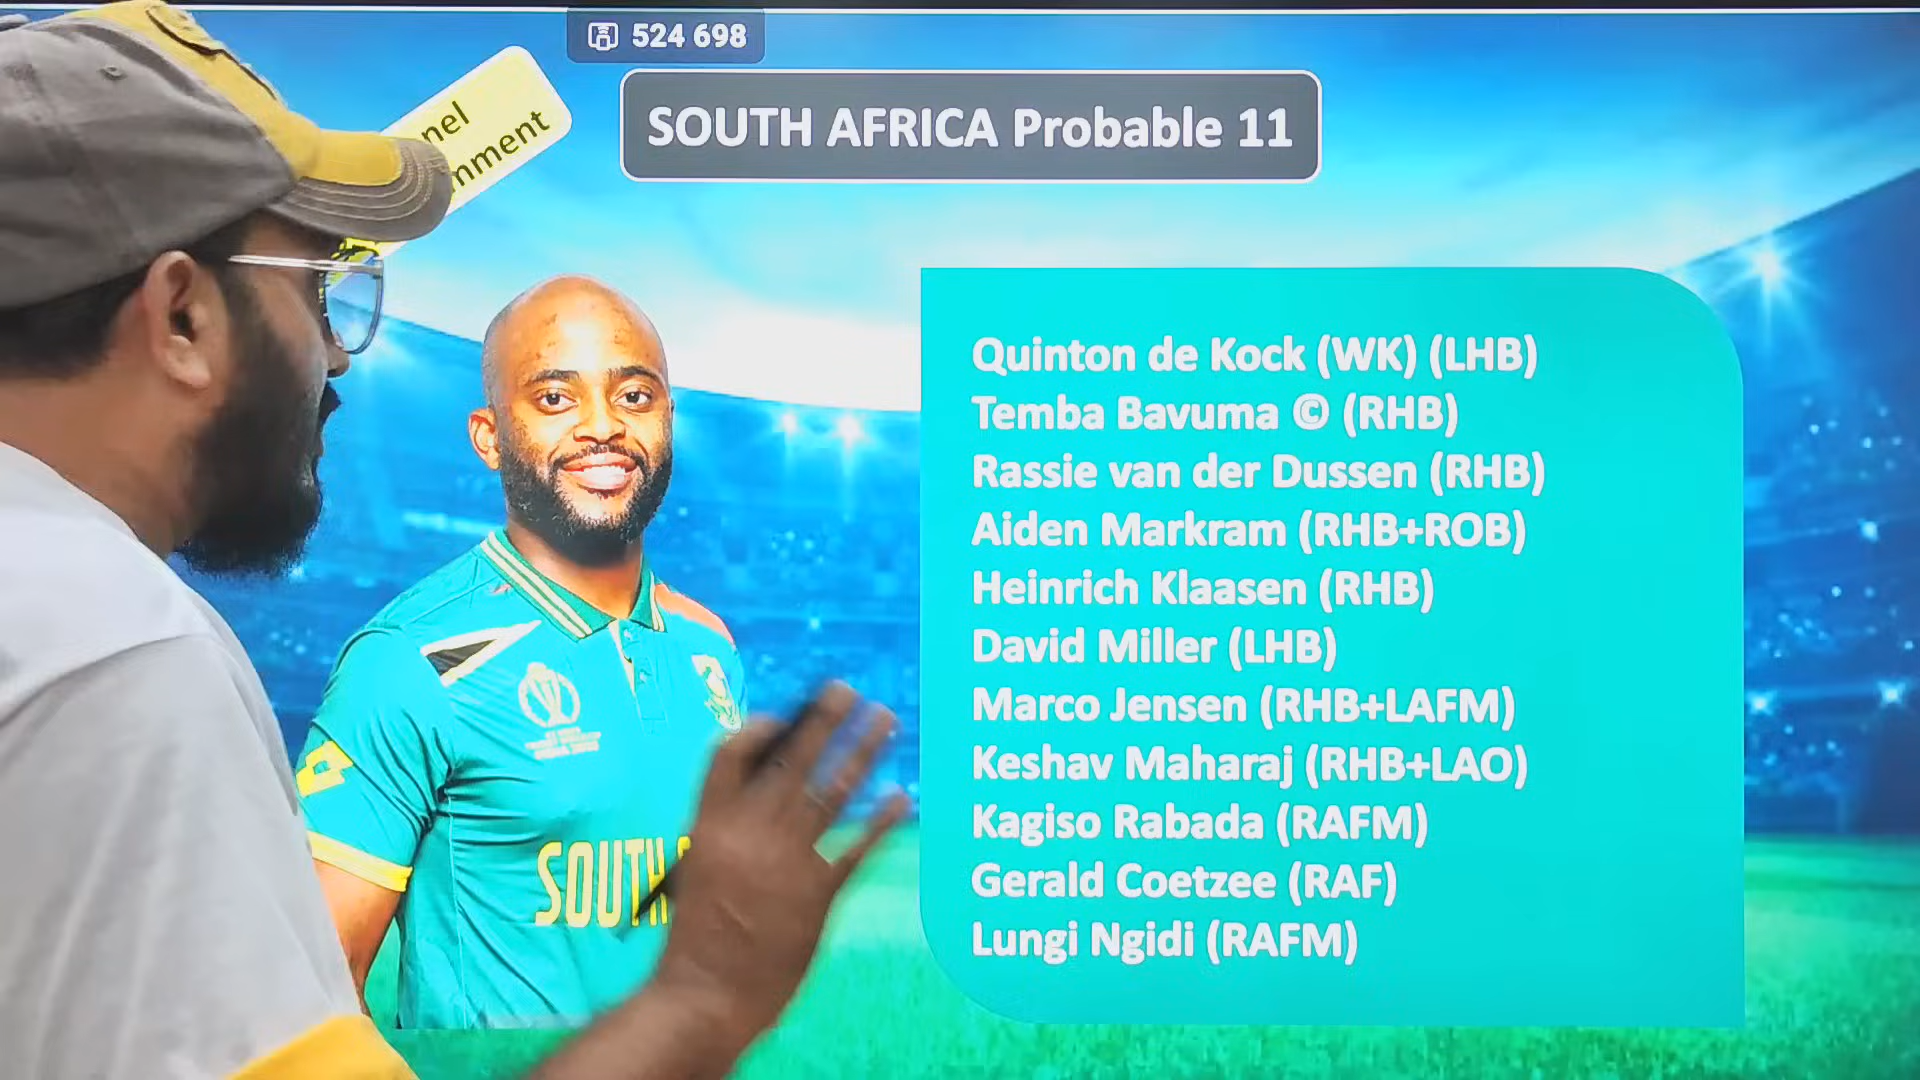 524 698
SOUTH AFRICA Probable 11
Quinton de Kock (WK) (LHB)
Temba Bavuma © (RHB)
Rassie van der Dussen (RHB)
Aiden Markram (RHB+ROB)
Heinrich Klaasen (RHB)
David Miller (LHB)
Marco Jensen (RHB+LAFM)
Keshav Maharaj (RHB+LAO)
Kagiso Rabada (RAFM)
Gerald Coetzee (RAF)
Lungi Ngidi (RAFM)
SOUTH